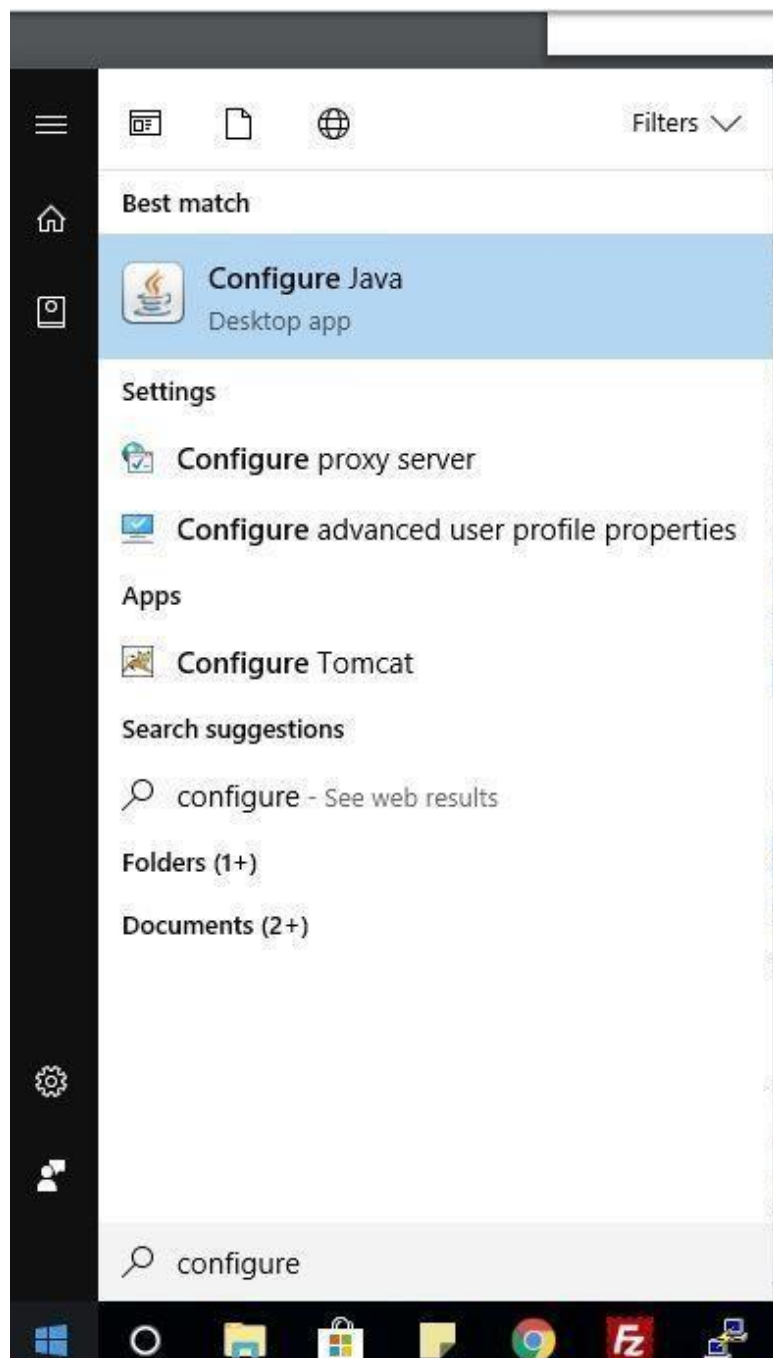 Filters
Best match
Configure Java
Desktop app
Settings
Configure proxy server
Configure advanced user profile properties
Apps
Configure Tomcat
Search suggestions
configure - See web results
Folders (1+)
Documents (2+)
configure
Fz